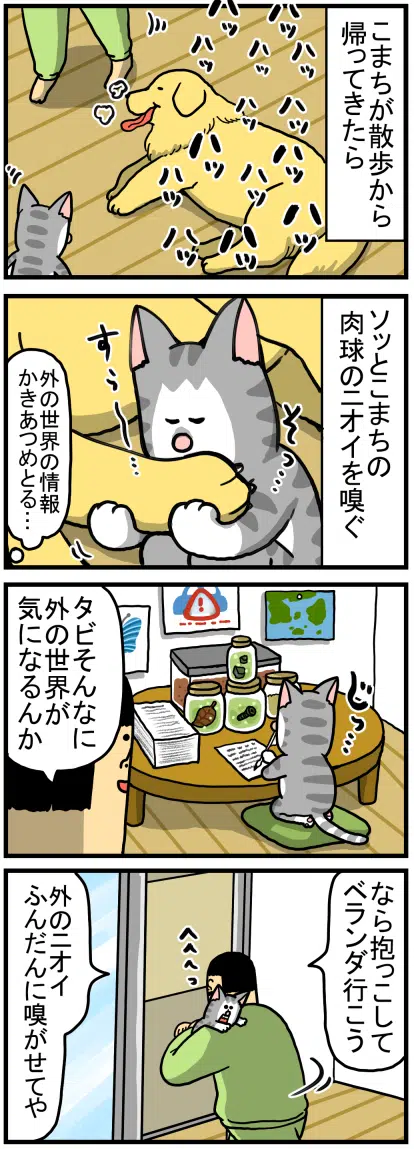 こまちが散歩から
帰ってきたら
ハッ
ハッ
ハッ
ハッ
ハッ
ハッ
ハッ
ハッ
ハッ
ハッ
ハッ
ハッ
ソッとこまちの
肉球のニオイを嗅ぐ
そっ…
すぅ〜…
外の世界の情報
かきあつめとる…
じっ…
タビそんなに
外の世界が
気になるんか
なら抱っこして
ベランダ行こう
へへへっ
外のニオイ
ふんだんに嗅がせてや